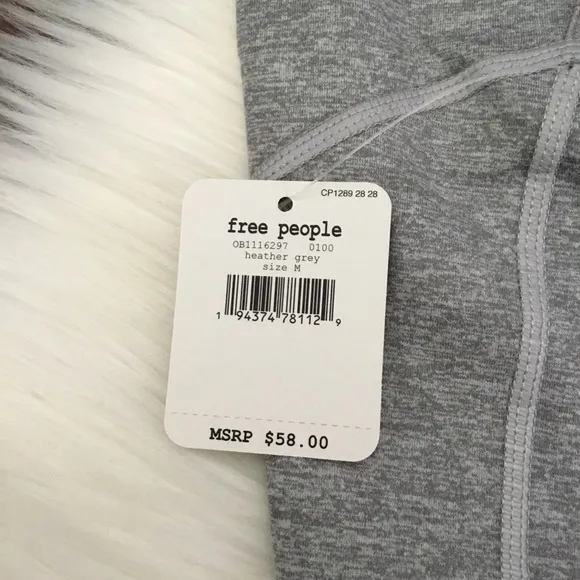 CP1289 28 28
free people
OB1116297 0100
heather grey
size M
1 94374 78112 9
MSRP $58.00